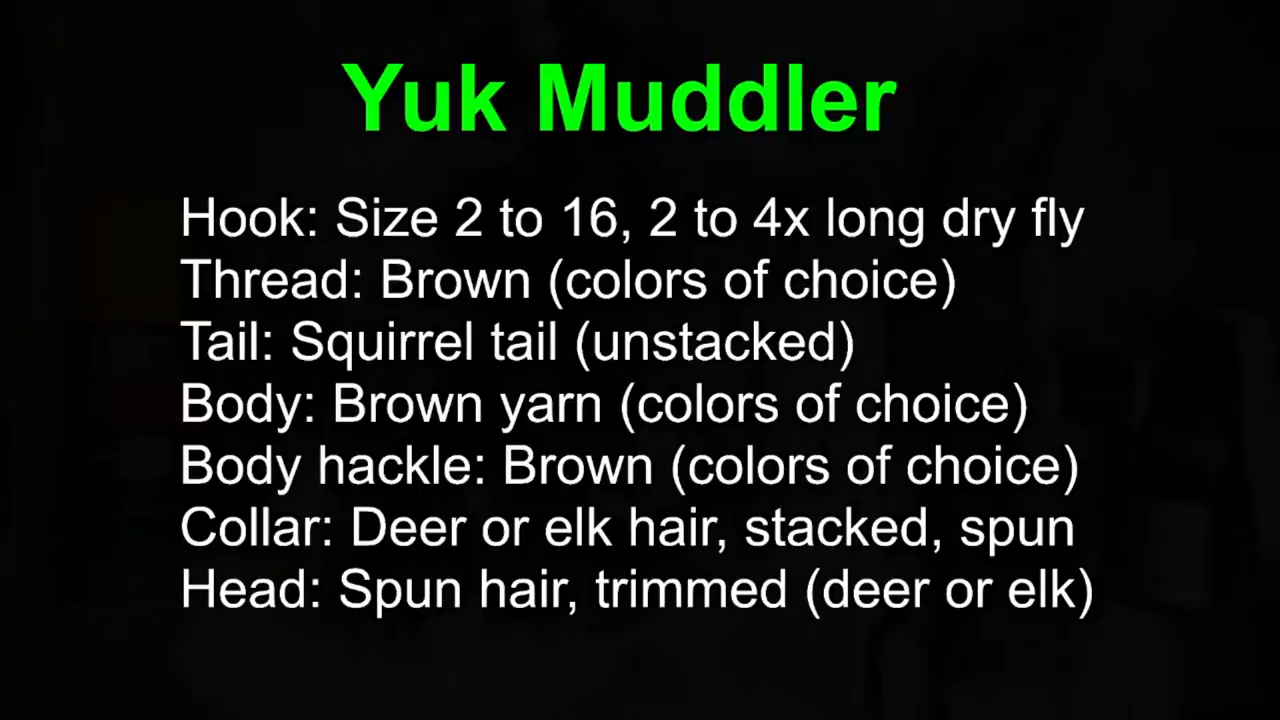 Yuk Muddler
Hook: Size 2 to 16, 2 to 4x long dry fly
Thread: Brown (colors of choice)
Tail: Squirrel tail (unstacked)
Body: Brown yarn (colors of choice)
Body hackle: Brown (colors of choice)
Collar: Deer or elk hair, stacked, spun
Head: Spun hair, trimmed (deer or elk)